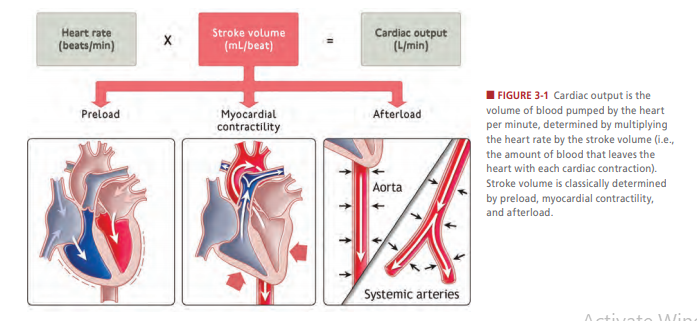 Heart rate
(beats/min)
X
Stroke volume
(mL/beat)
=
Cardiac output
(L/min)
Preload
Myocardial
contractility
Afterload
Aorta
Systemic arteries
■ FIGURE 3-1 Cardiac output is the
volume of blood pumped by the heart
per minute, determined by multiplying
the heart rate by the stroke volume (i.e.,
the amount of blood that leaves the
heart with each cardiac contraction).
Stroke volume is classically determined
by preload, myocardial contractility,
and afterload.